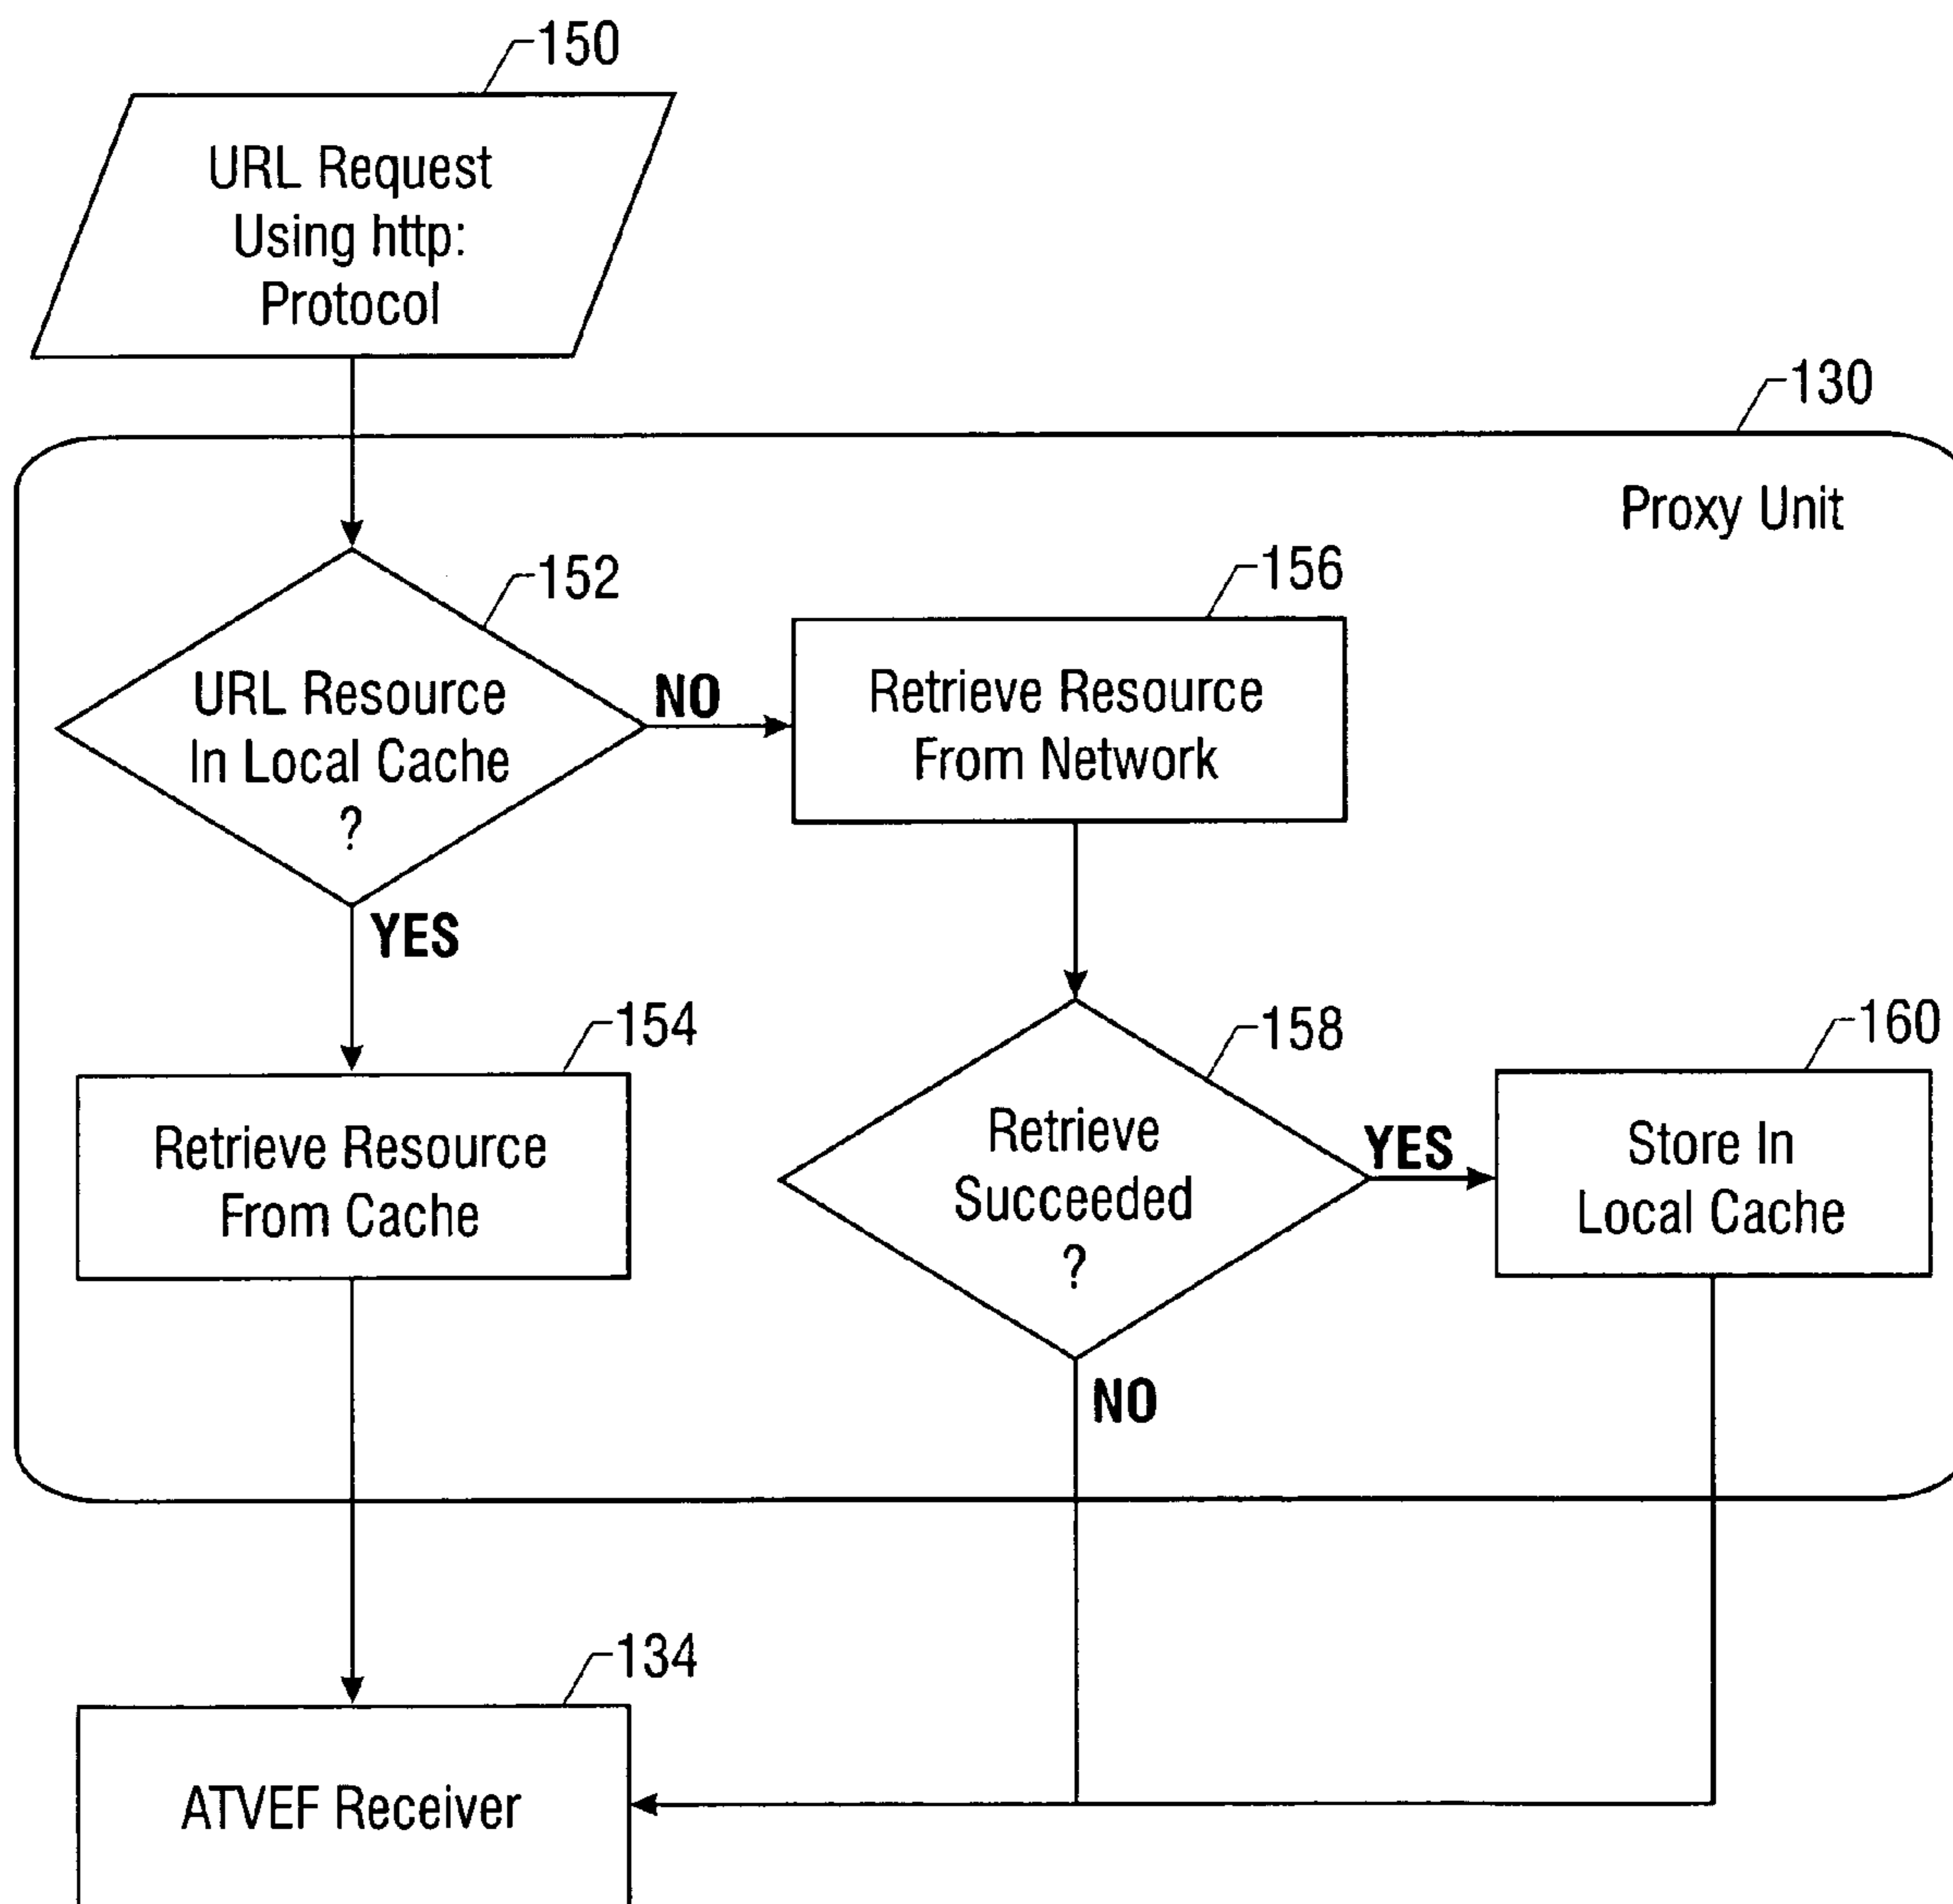 150
URL Request
Using http:
Protocol
130
Proxy Unit
152
URL Resource
In Local Cache
?
NO
156
Retrieve Resource
From Network
YES
154
Retrieve Resource
From Cache
158
Retrieve
Succeeded
?
YES
160
Store In
Local Cache
NO
134
ATVEF Receiver